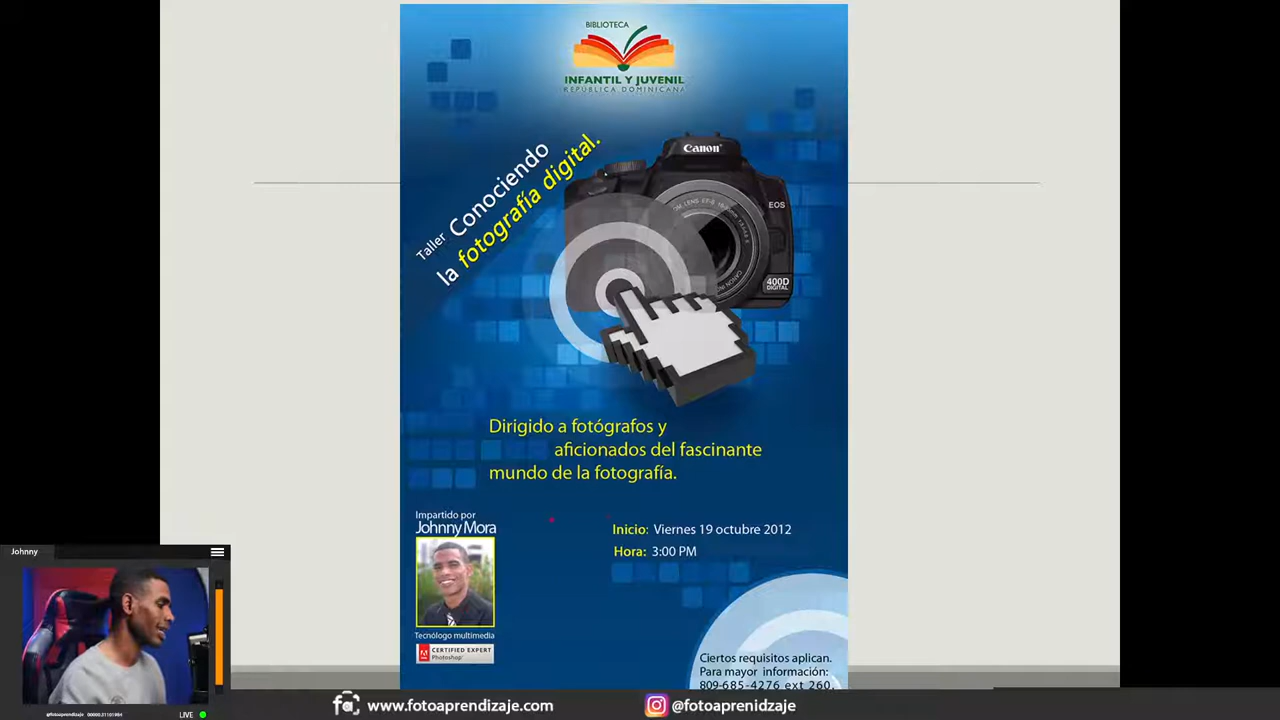 BIBLIOTECA
INFANTIL Y JUVENIL
REPÚBLICA DOMINICANA
Taller Conociendo
la fotografía digital.
Canon
EOS
400D
DIGITAL
Dirigido a fotógrafos y
aficionados del fascinante
mundo de la fotografía.
Impartido por
Johnny Mora
Inicio: Viernes 19 octubre 2012
Hora: 3:00 PM
Tecnólogo multimedia
CERTIFIED EXPERT
Photoshop
Ciertos requisitos aplican.
Para mayor información:
809-685-4276 ext 260,
Johnny
@fotoaprendizaje
LIVE
www.fotoaprendizaje.com
@fotoaprenidzaje